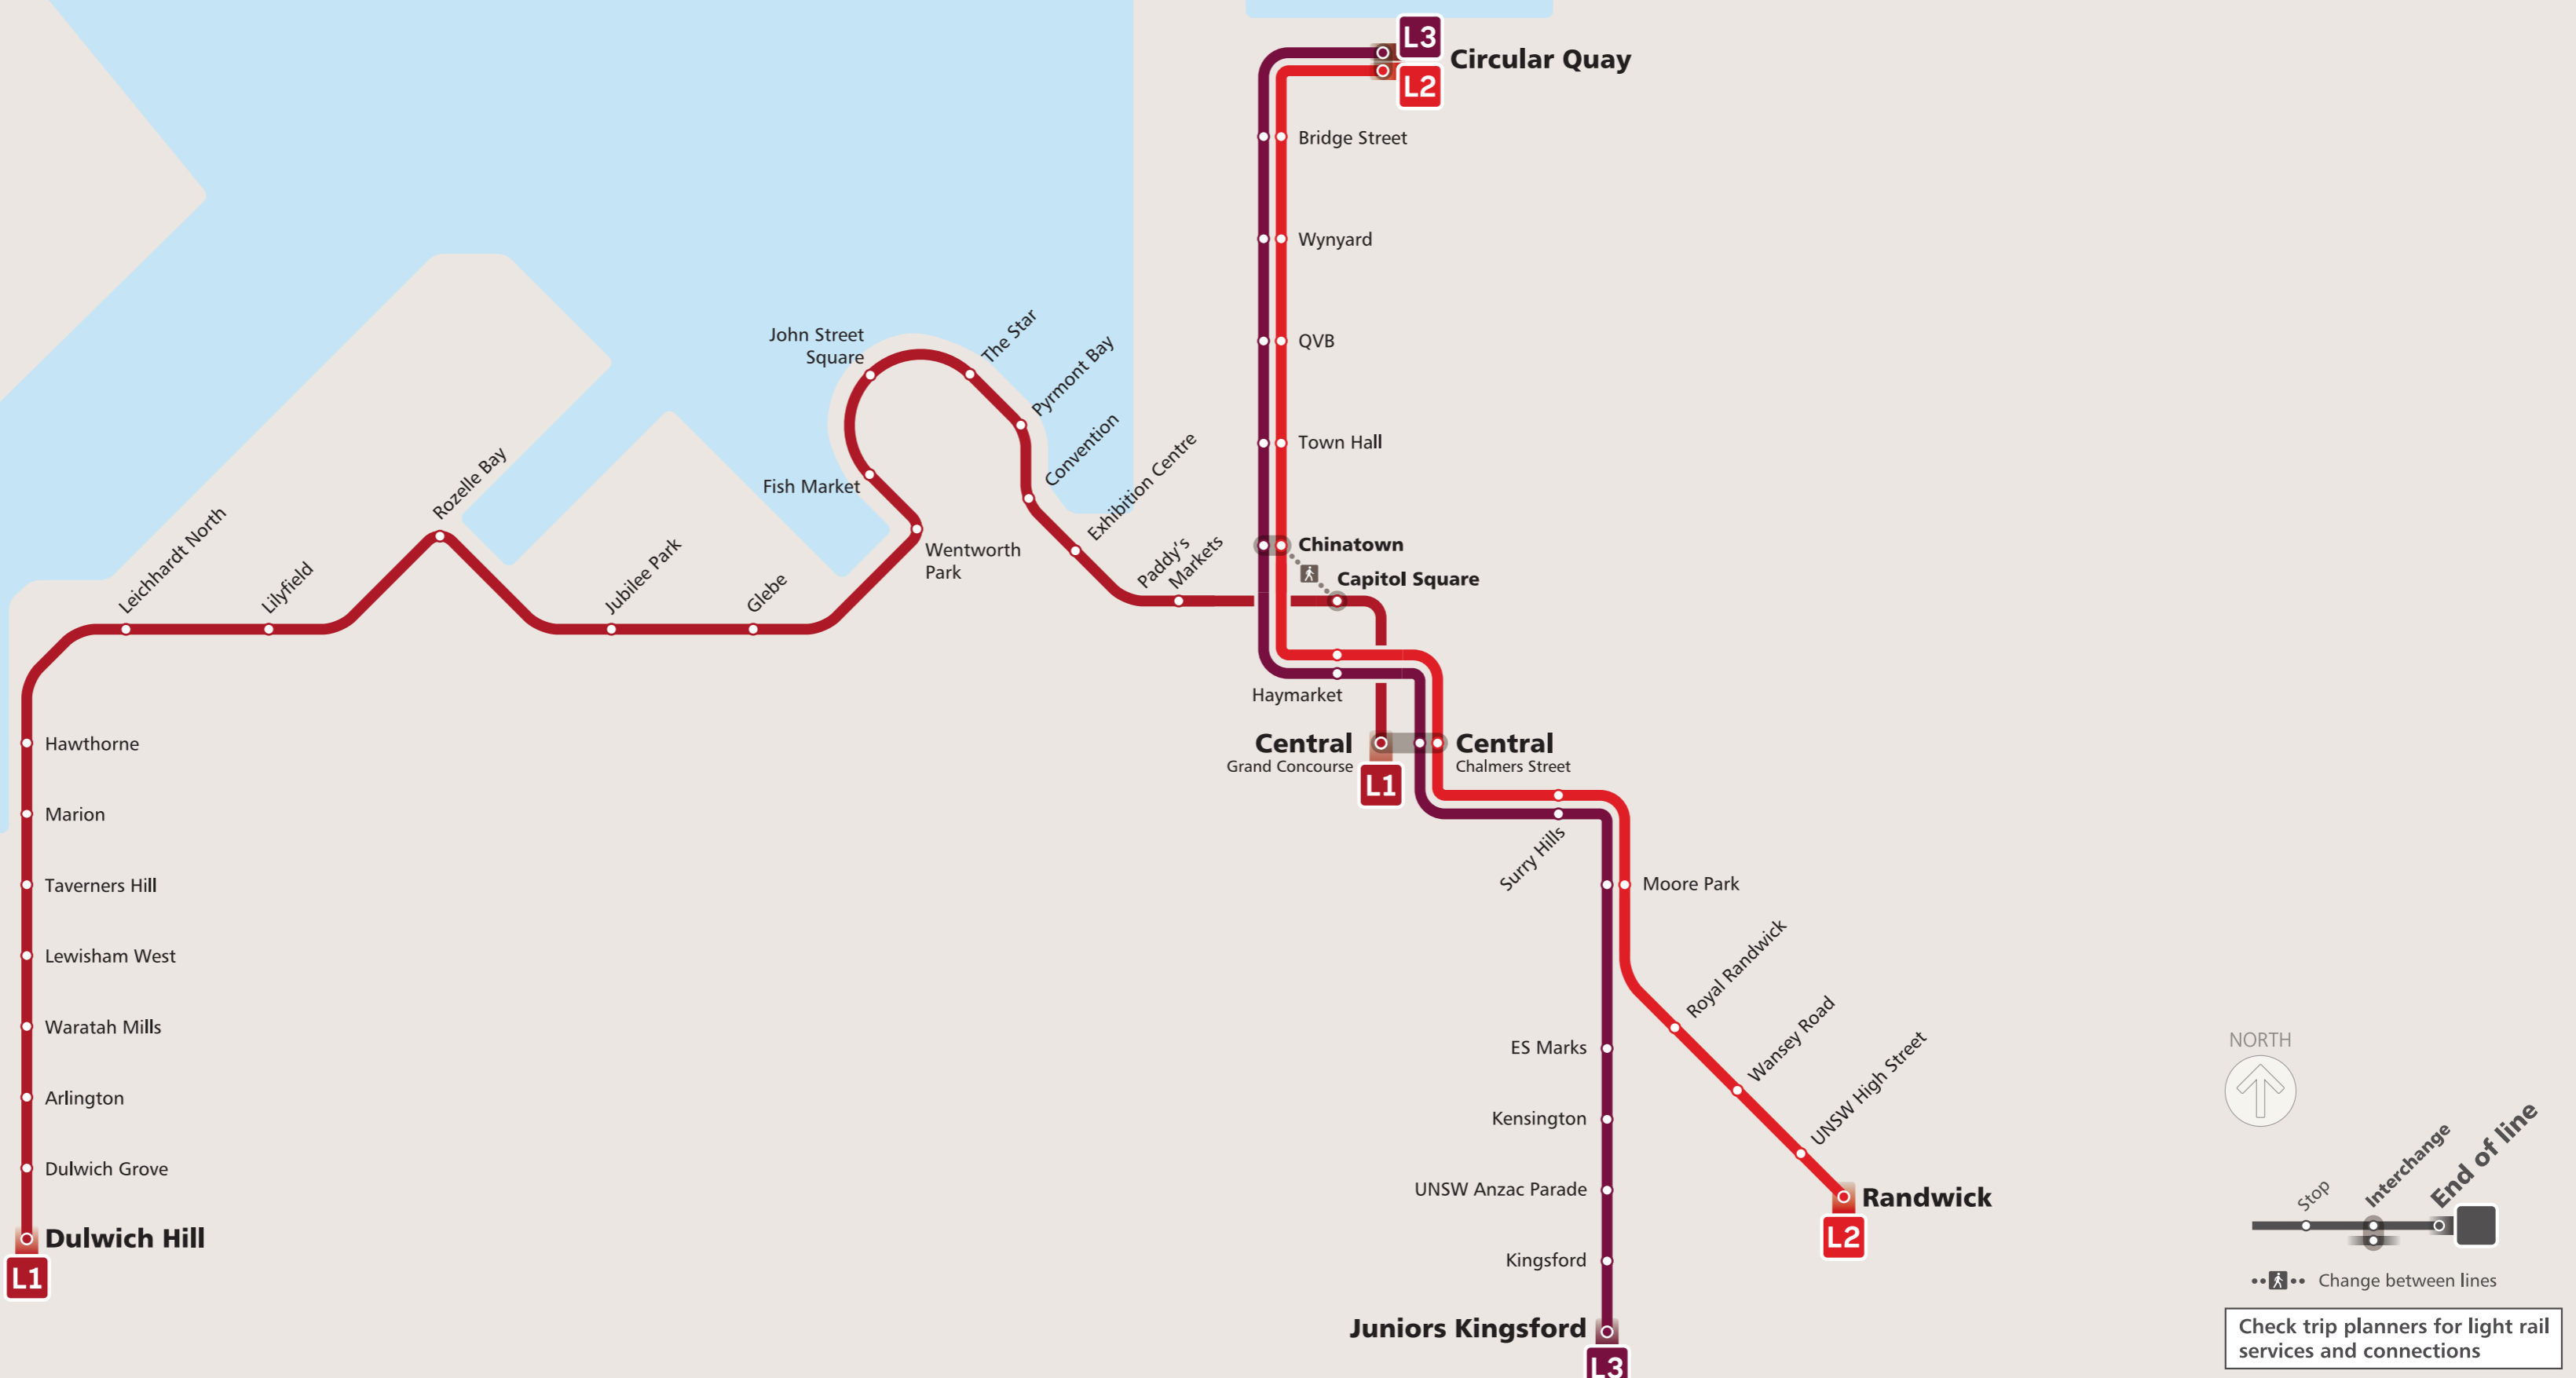 L3
Circular Quay
L2
Bridge Street
Wynyard
QVB
Town Hall
Chinatown
Capitol Square
Haymarket
Central
Grand Concourse
L1
Central
Chalmers Street
Surry Hills
Moore Park
Royal Randwick
Wansey Road
UNSW High Street
Randwick
L2
ES Marks
Kensington
UNSW Anzac Parade
Kingsford
Juniors Kingsford
L3
Paddy's
Markets
Exhibition Centre
Convention
Pyrmont Bay
The Star
John Street
Square
Fish Market
Wentworth
Park
Glebe
Jubilee Park
Rozelle Bay
Lilyfield
Leichhardt North
Hawthorne
Marion
Taverners Hill
Lewisham West
Waratah Mills
Arlington
Dulwich Grove
Dulwich Hill
L1
NORTH
Stop
Interchange
End of line
Change between lines
Check trip planners for light rail
services and connections